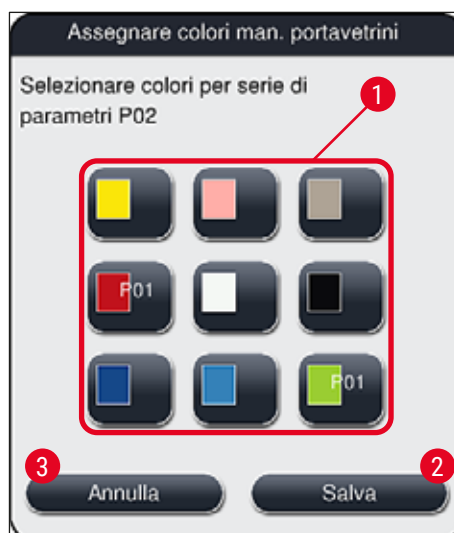 Assegnare colori man. portavetrini
Selezionare colori per serie di
parametri P02
1
P01
P01
3
2
Annulla
Salva